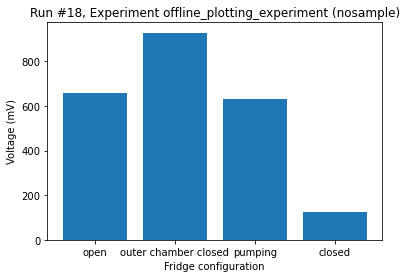 Run #18, Experiment offline_plotting_experiment (nosample)
Voltage (mV)
800
600
400
200
0
open outer chamber closed pumping closed
Fridge configuration